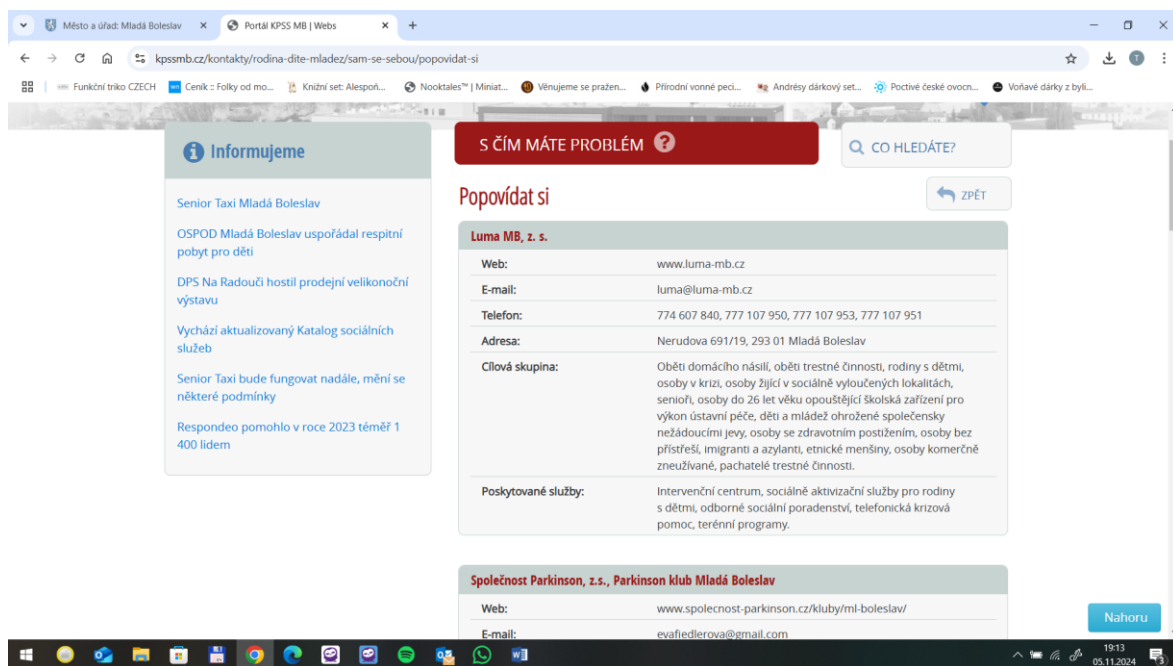 Město a úřad: Mladá Boleslav
Portál KPSS MB | Webs
kpssmb.cz/kontakty/rodina-dite-mladez/sam-se-sebou/popovidat-si
T
Funkční triko CZECH
Ceník :: Folky od mo...
Knižní set: Alespoň...
Nooktales™ | Miniat...
Věnujeme se pražen...
Přírodní vonné peci...
Andrésy dárkový set...
Poctivé české ovocn...
Voňavé dárky z byli...
Informujeme
Senior Taxi Mladá Boleslav
OSPOD Mladá Boleslav uspořádal respitní
pobyt pro děti
DPS Na Radouči hostil prodejní velikonoční
výstavu
Vychází aktualizovaný Katalog sociálních
služeb
Senior Taxi bude fungovat nadále, mění se
některé podmínky
Respondeo pomohlo v roce 2023 téměř 1
400 lidem
S ČÍM MÁTE PROBLÉM ?
CO HLEDÁTE?
Popovídat si
ZPĚT
Luma MB, z. s.
Web: www.luma-mb.cz
E-mail: luma@luma-mb.cz
Telefon: 774 607 840, 777 107 950, 777 107 953, 777 107 951
Adresa: Nerudova 691/19, 293 01 Mladá Boleslav
Cílová skupina: Oběti domácího násilí, oběti trestné činnosti, rodiny s dětmi,
osoby v krizi, osoby žijící v sociálně vyloučených lokalitách,
senioři, osoby do 26 let věku opouštějící školská zařízení pro
výkon ústavní péče, děti a mládež ohrožené společensky
nežádoucími jevy, osoby se zdravotním postižením, osoby bez
přístřeší, imigranti a azylanti, etnické menšiny, osoby komerčně
zneužívané, pachatelé trestné činnosti.
Poskytované služby: Intervenční centrum, sociálně aktivizační služby pro rodiny
s dětmi, odborné sociální poradenství, telefonická krizová
pomoc, terénní programy.
Společnost Parkinson, z.s., Parkinson klub Mladá Boleslav
Web: www.spolecnost-parkinson.cz/kluby/ml-boleslav/
E-mail: evafiedlerova@gmail.com
Nahoru
19:13
05.11.2024